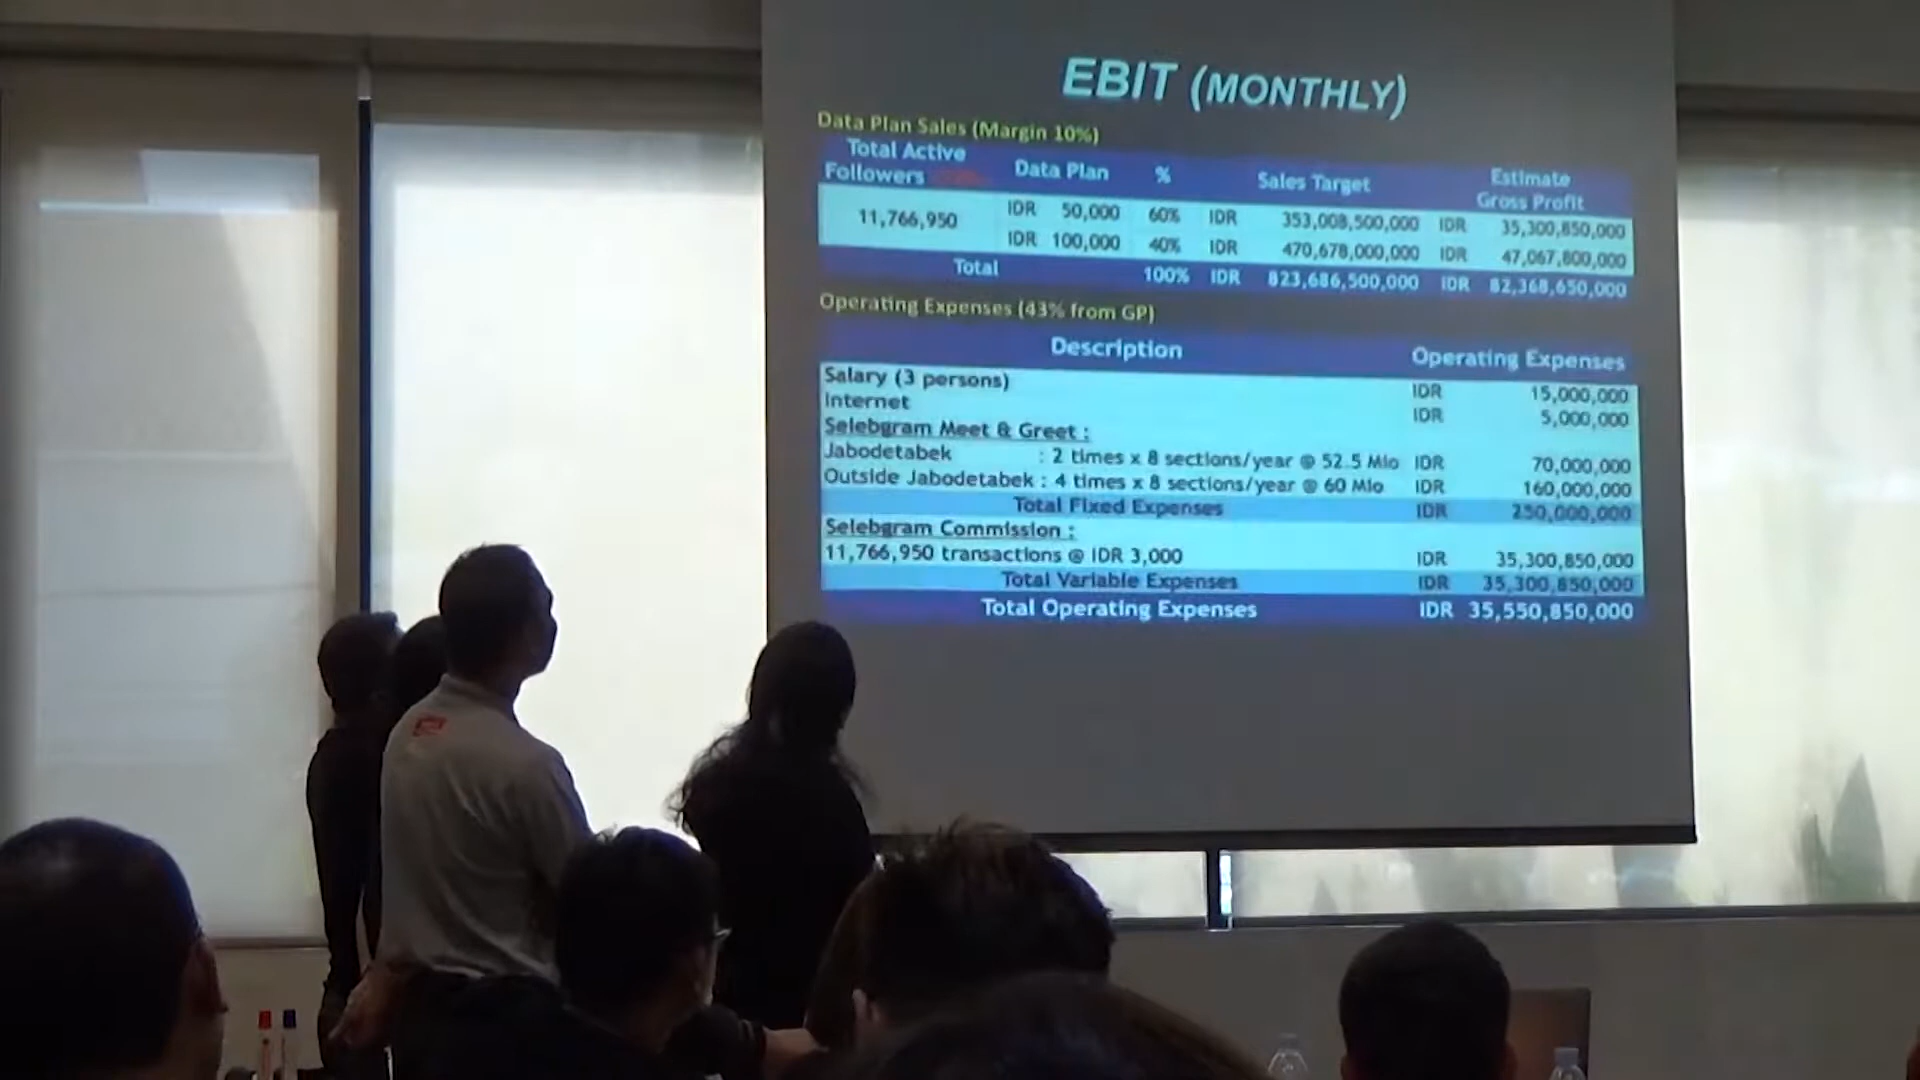 EBIT (MONTHLY)
Data Plan Sales (Margin 10%)
Total Active Followers Data Plan % Sales Target Estimate Gross Profit
11,766,950 IDR 50,000 60% IDR 353,008,500,000 IDR 35,300,850,000
IDR 100,000 40% IDR 470,678,000,000 IDR 47,067,800,000
Total 100% IDR 823,686,500,000 IDR 82,368,650,000
Operating Expenses (43% from GP)
Description Operating Expenses
Salary (3 persons) IDR 15,000,000
Internet IDR 5,000,000
Selebgram Meet & Greet :
Jabodetabek : 2 times x 8 sections/year @ 52.5 Mio IDR 70,000,000
Outside Jabodetabek : 4 times x 8 sections/year @ 60 Mio IDR 160,000,000
Total Fixed Expenses IDR 250,000,000
Selebgram Commission :
11,766,950 transactions @ IDR 3,000 IDR 35,300,850,000
Total Variable Expenses IDR 35,300,850,000
Total Operating Expenses IDR 35,550,850,000